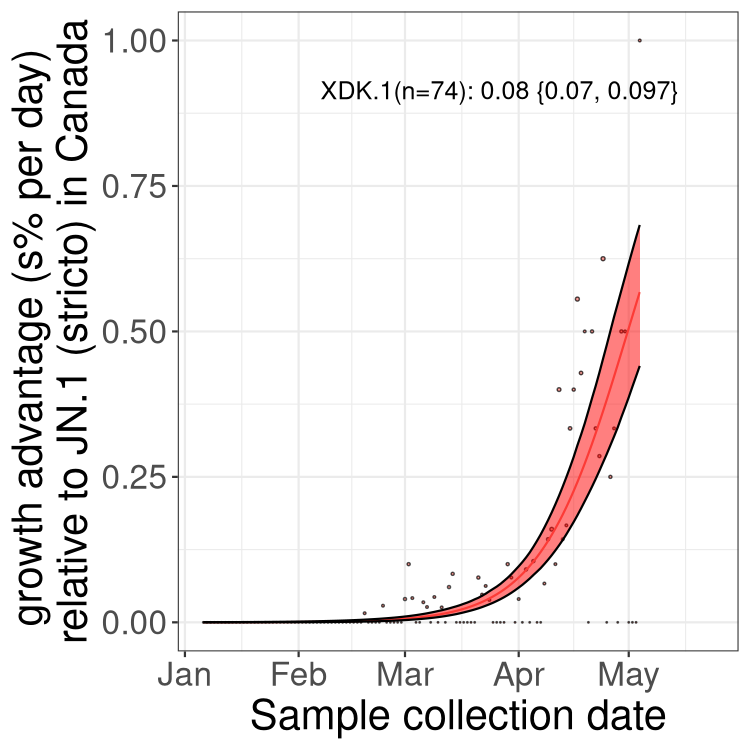 growth advantage (s% per day)
relative to JN.1 (stricto) in Canada
1.00
XDK.1(n=74): 0.08 {0.07, 0.097}
0.75
0.50
0.25
0.00
Jan Feb Mar Apr May
Sample collection date